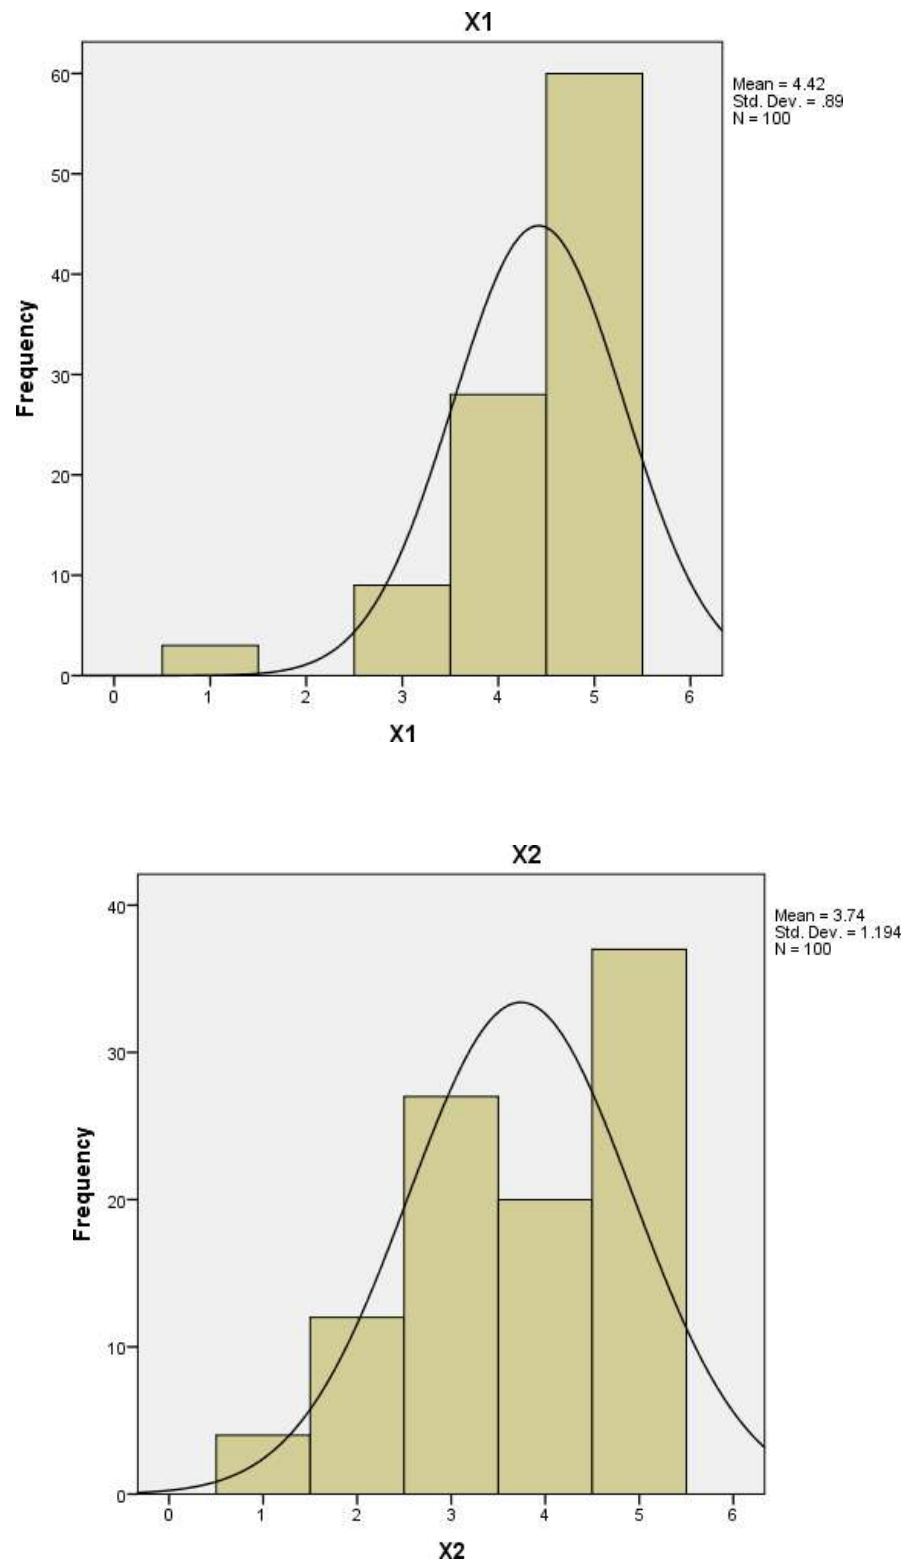 X1
Mean = 4.42
Std. Dev. = .89
N = 100
Frequency
60
50
40
30
20
10
0
0 1 2 3 4 5 6
X1
X2
Mean = 3.74
Std. Dev. = 1.194
N = 100
Frequency
40
30
20
10
0
0 1 2 3 4 5 6
X2